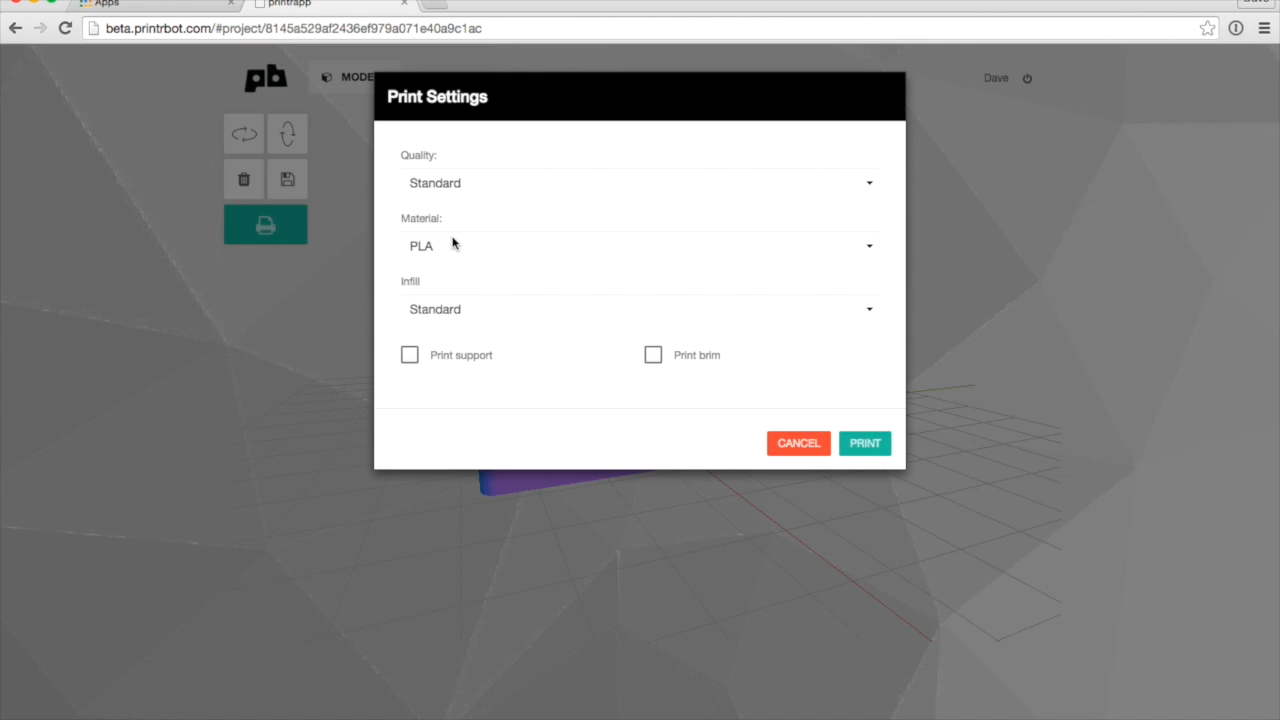 Apps
printrapp
beta.printrbot.com/#project/8145a529af2436ef979a071e40a9c1ac
pb
MODE
Dave
Print Settings
Quality:
Standard
Material:
PLA
Infill
Standard
Print support
Print brim
CANCEL
PRINT